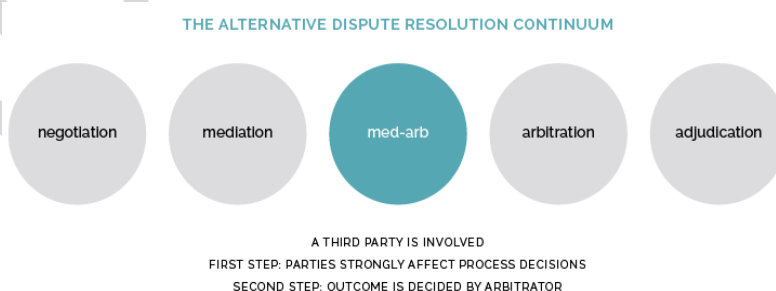 THE ALTERNATIVE DISPUTE RESOLUTION CONTINUUM
negotiation mediation med-arb arbitration adjudication
A THIRD PARTY IS INVOLVED
FIRST STEP: PARTIES STRONGLY AFFECT PROCESS DECISIONS
SECOND STEP: OUTCOME IS DECIDED BY ARBITRATOR